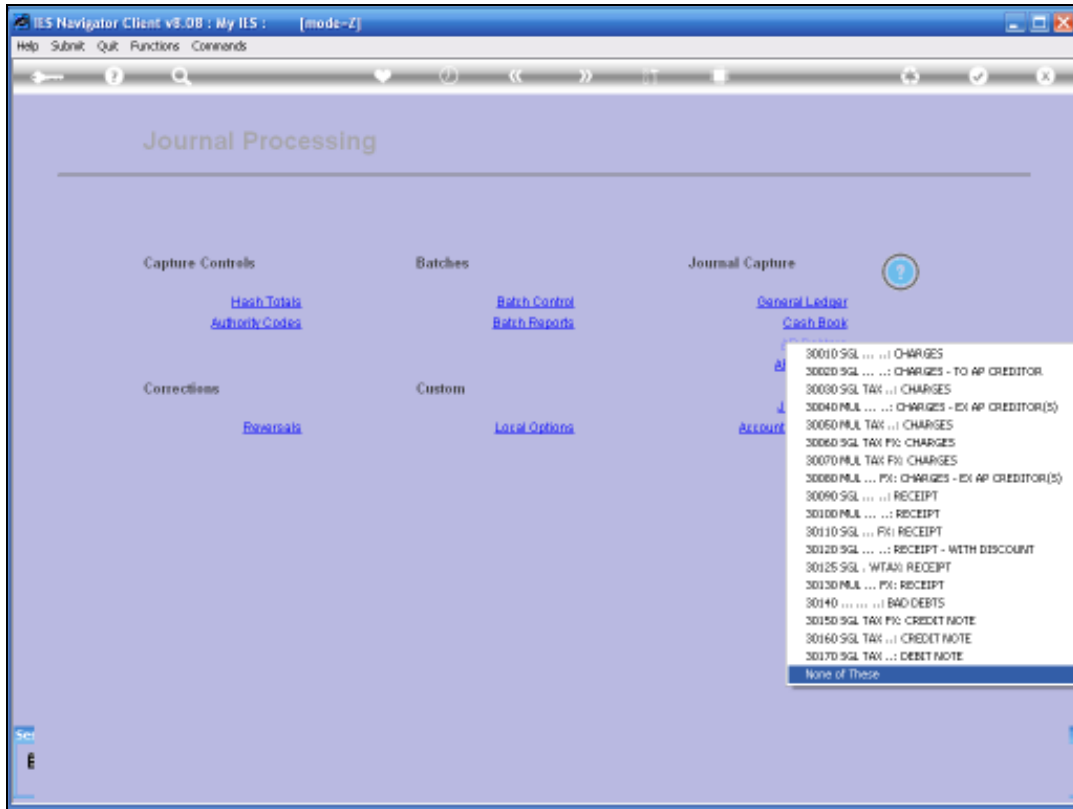 IES Navigator Client v8.08 : My IES : [mode=Z]
Help Submit Quit Functions Commands
Journal Processing
Capture Controls Batches Journal Capture
Hash Totals Batch Control General Ledger
Authority Codes Batch Reports Cash Book
Corrections Custom
Reversals Local Options Account
30010 SGL ... ...: CHARGES
30020 SGL ... ...: CHARGES - TO AP CREDITOR
30030 SGL TAX ..: CHARGES
30040 MUL ... ...: CHARGES - EX AP CREDITOR(S)
30050 MUL TAX ..: CHARGES
30060 SGL TAX FX: CHARGES
30070 MUL TAX FX: CHARGES
30080 MUL ... FX: CHARGES - EX AP CREDITOR(S)
30090 SGL ... ...: RECEIPT
30100 MUL ... ..: RECEIPT
30110 SGL ... FX: RECEIPT
30120 SGL ... ...: RECEIPT - WITH DISCOUNT
30125 SGL . WTAX: RECEIPT
30130 MUL ... FX: RECEIPT
30140 ... ... ..: BAD DEBTS
30150 SGL TAX FX: CREDIT NOTE
30160 SGL TAX ..: CREDIT NOTE
30170 SGL TAX ..: DEBIT NOTE
None of These